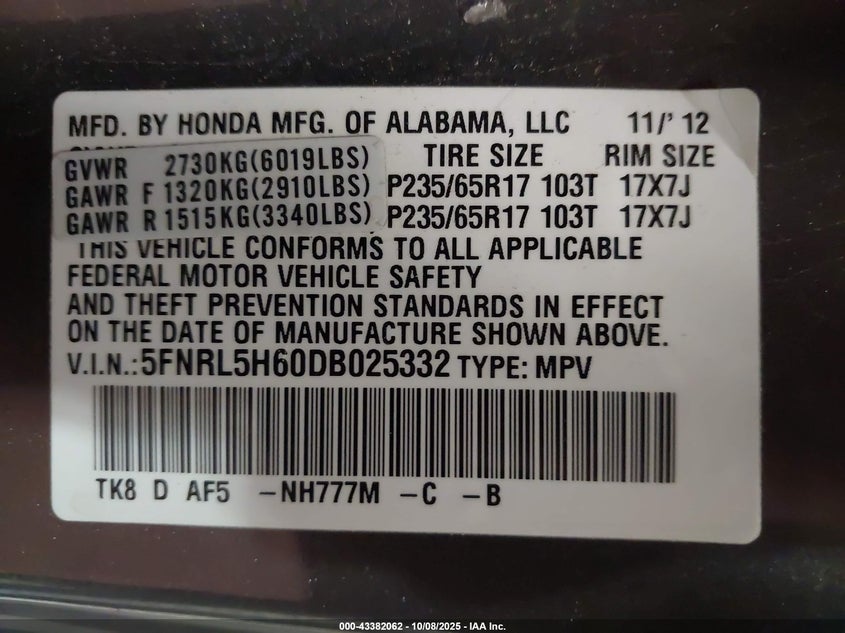 MFD. BY HONDA MFG. OF ALABAMA, LLC 11/' 12
GVWR 2730KG(6019LBS) TIRE SIZE RIM SIZE
GAWR F 1320KG(2910LBS) P235/65R17 103T 17X7J
GAWR R 1515KG(3340LBS) P235/65R17 103T 17X7J
THIS VEHICLE CONFORMS TO ALL APPLICABLE
FEDERAL MOTOR VEHICLE SAFETY
AND THEFT PREVENTION STANDARDS IN EFFECT
ON THE DATE OF MANUFACTURE SHOWN ABOVE.
V.I.N.:5FNRL5H60DB025332 TYPE: MPV
TK8 D AF5 -NH777M -C -B
000-43382062 - 10/08/2025 - IAA Inc.